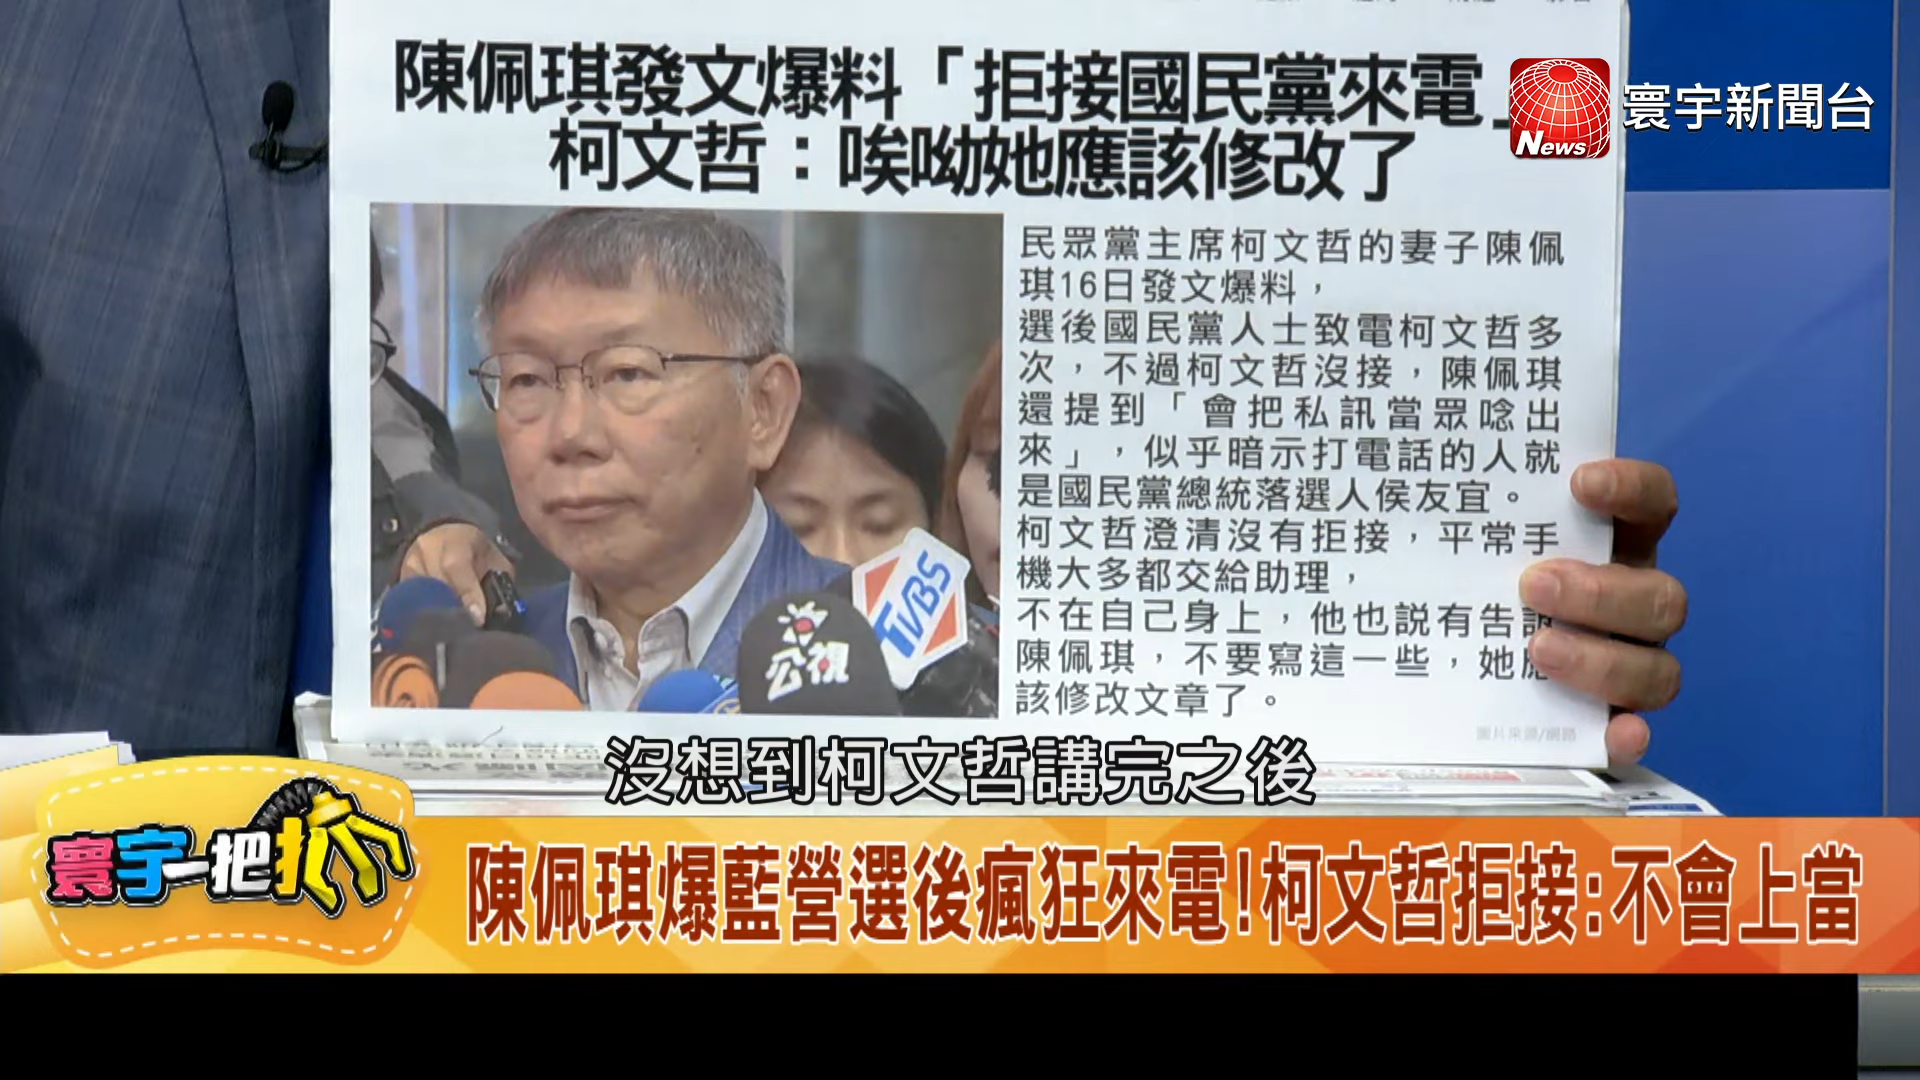 陳佩琪發文爆料「拒接國民黨來電」
柯文哲：唉呦她應該修改了
News
寰宇新聞台
民眾黨主席柯文哲的妻子陳佩
琪16日發文爆料，
選後國民黨人士致電柯文哲多
次，不過柯文哲沒接，陳佩琪
還提到「會把私訊當眾唸出
來」，似乎暗示打電話的人就
是國民黨總統落選人侯友宜。
柯文哲澄清沒有拒接，平常手
機大多都交給助理，
不在自己身上，他也說有告訴
陳佩琪，不要寫這一些，她應
該修改文章了。
TVBS
公視
圖片來源/網路
沒想到柯文哲講完之後
寰宇一把抓
陳佩琪爆藍營選後瘋狂來電!柯文哲拒接:不會上當